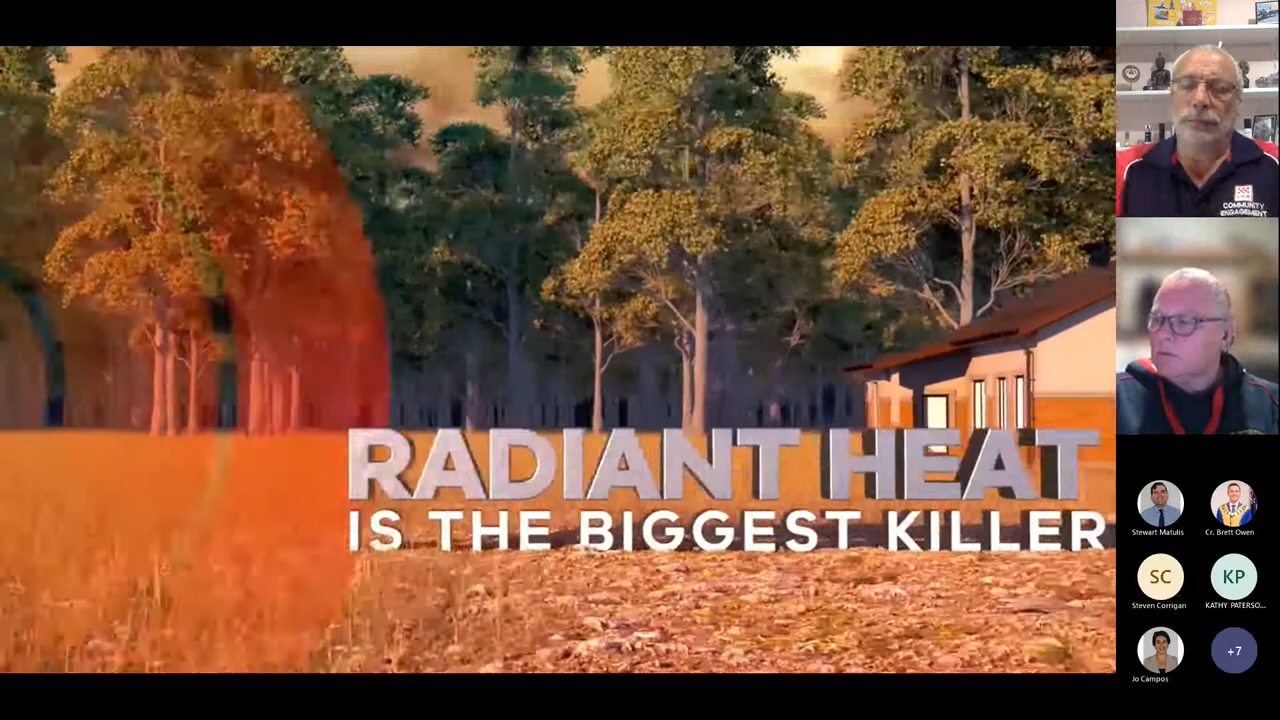 RADIANT HEAT
IS THE BIGGEST KILLER
CFA
COMMUNITY
ENGAGEMENT
Stewart Matulis
Cr. Brett Owen
SC
KP
Steven Corrigan
KATHY PATERSO...
Jo Campos
+7